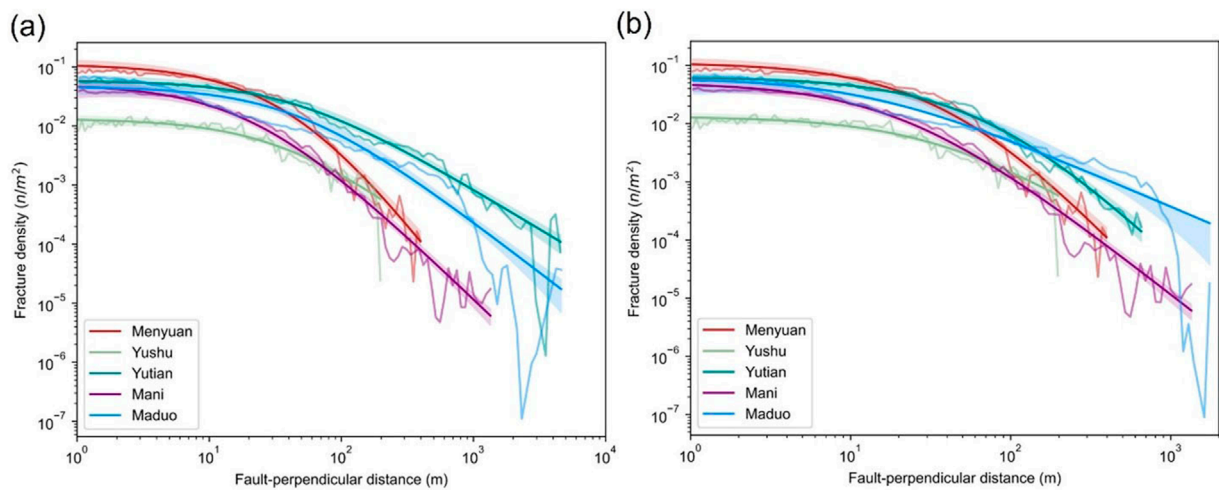 (a)
Fracture density (n/m²)
10⁻¹
10⁻²
10⁻³
10⁻⁴
10⁻⁵
10⁻⁶
10⁻⁷
Menyuan
Yushu
Yutian
Mani
Maduo
10⁰ 10¹ 10² 10³ 10⁴
Fault-perpendicular distance (m)
(b)
Fracture density (n/m²)
10⁻¹
10⁻²
10⁻³
10⁻⁴
10⁻⁵
10⁻⁶
10⁻⁷
Menyuan
Yushu
Yutian
Mani
Maduo
10⁰ 10¹ 10² 10³
Fault-perpendicular distance (m)